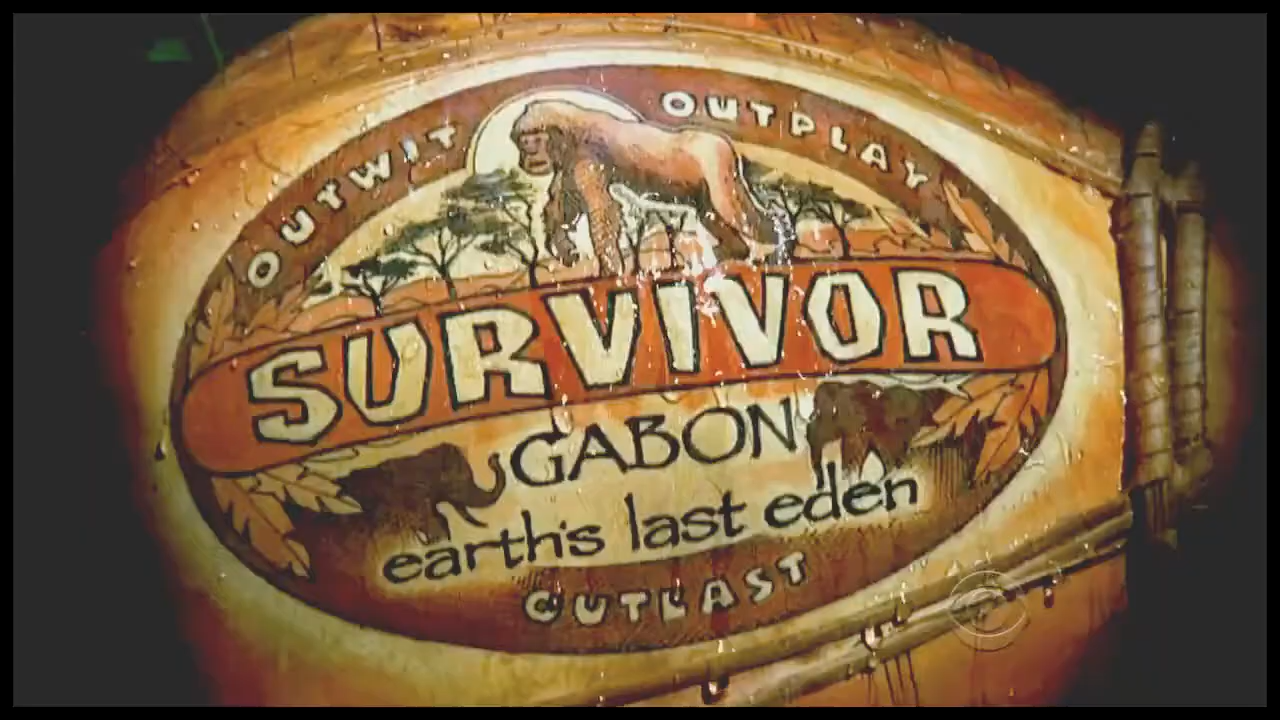 OUTWIT OUTPLAY
SURVIVOR
GABON
earth's last eden
OUTLAST